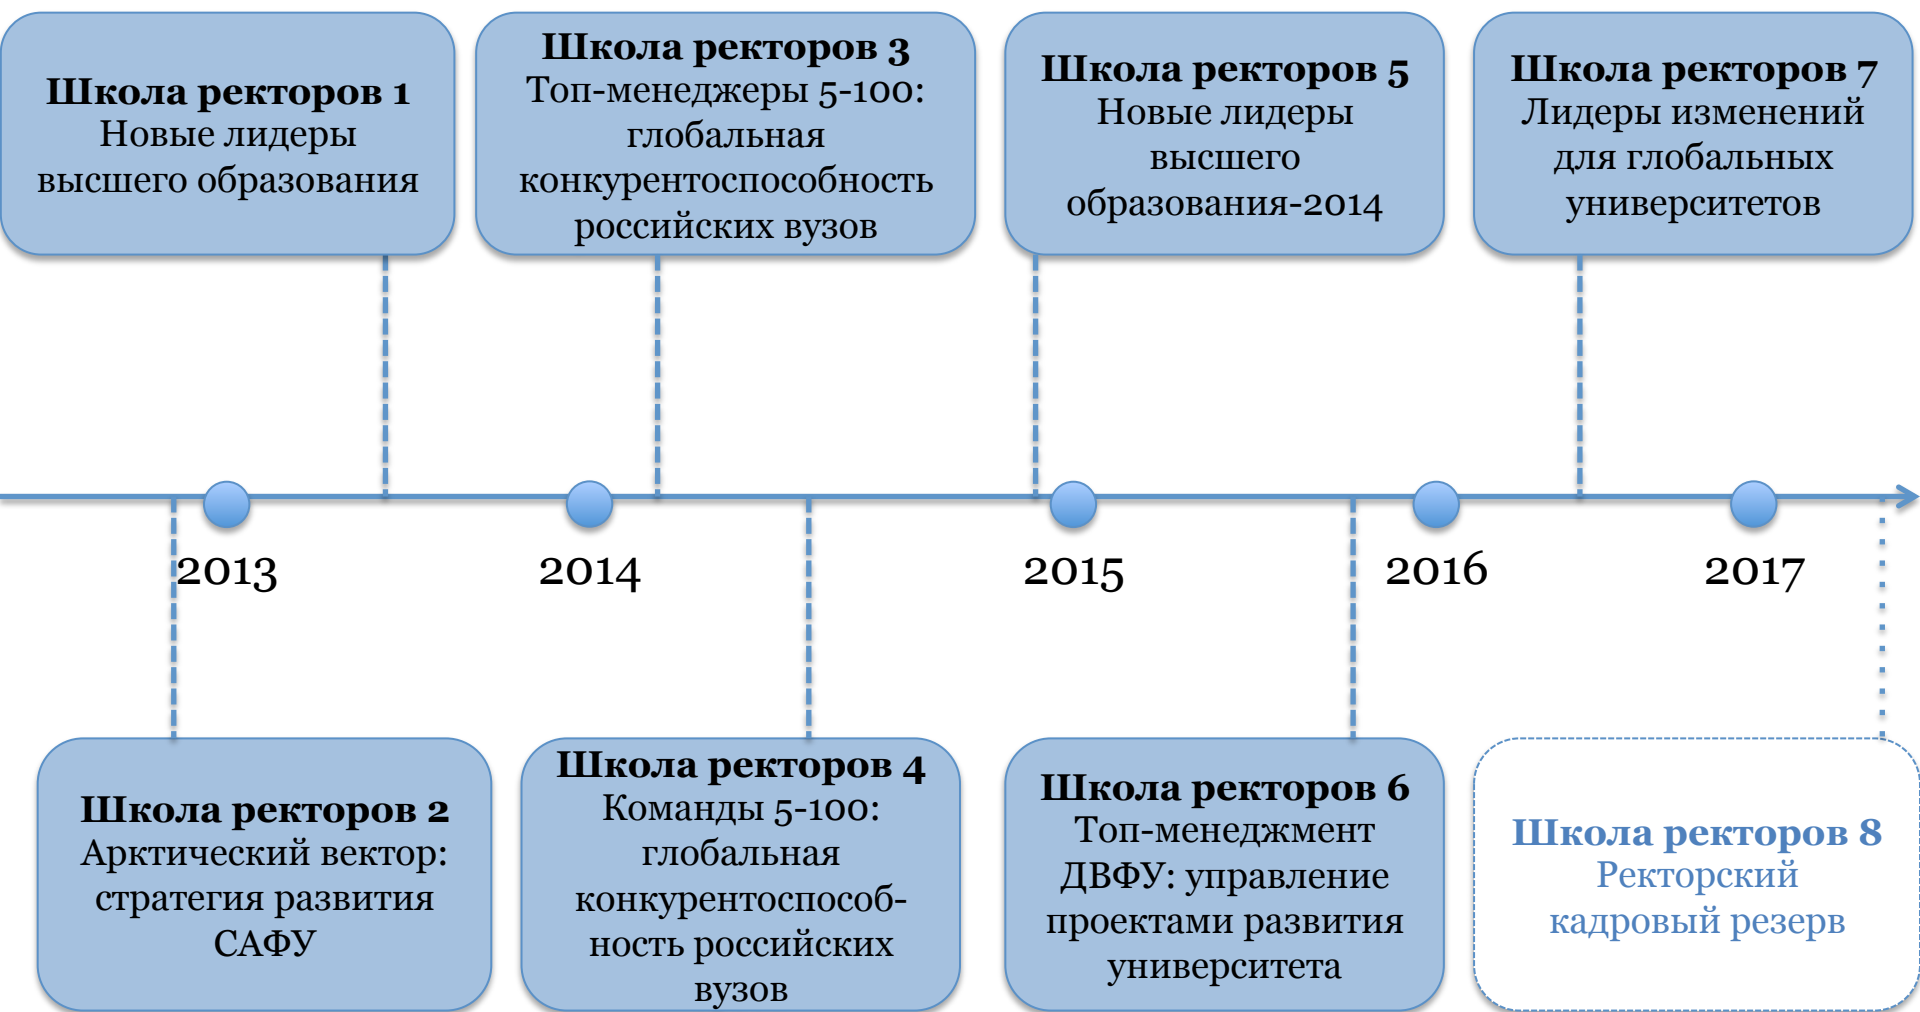 Школа ректоров 1
Новые лидеры
высшего образования
Школа ректоров 3
Топ-менеджеры 5-100:
глобальная
конкурентоспособность
российских вузов
Школа ректоров 5
Новые лидеры
высшего
образования-2014
Школа ректоров 7
Лидеры изменений
для глобальных
университетов
2013
2014
2015
2016
2017
Школа ректоров 2
Арктический вектор:
стратегия развития
САФУ
Школа ректоров 4
Команды 5-100:
глобальная
конкурентоспособ-
ность российских
вузов
Школа ректоров 6
Топ-менеджмент
ДВФУ: управление
проектами развития
университета
Школа ректоров 8
Ректорский
кадровый резерв